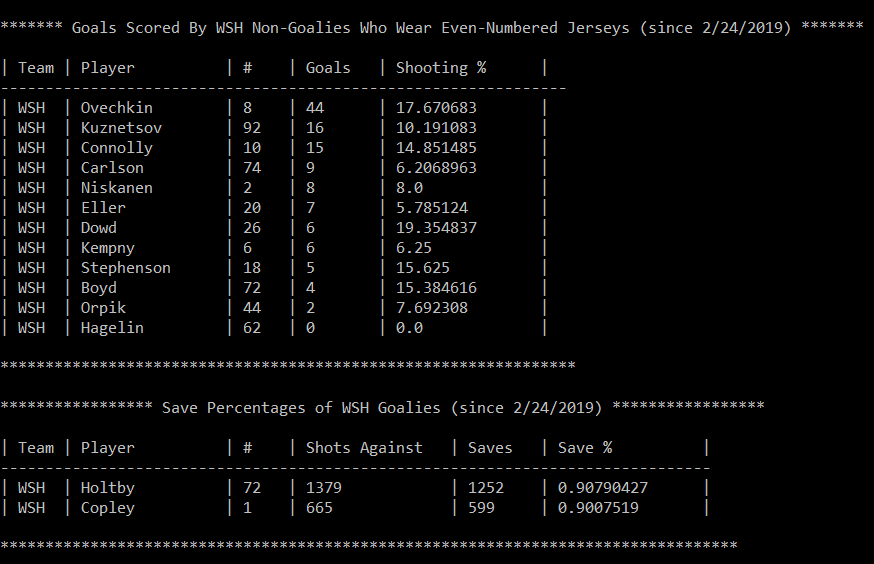 ******* Goals Scored By WSH Non-Goalies Who Wear Even-Numbered Jerseys (since 2/24/2019) *******
| Team | Player | # | Goals | Shooting % |
---------------------------------------------------------------
| WSH | Ovechkin | 8 | 44 | 17.670683 |
| WSH | Kuznetsov | 92 | 16 | 10.191083 |
| WSH | Connolly | 10 | 15 | 14.851485 |
| WSH | Carlson | 74 | 9 | 6.2068963 |
| WSH | Niskanen | 2 | 8 | 8.0 |
| WSH | Eller | 20 | 7 | 5.785124 |
| WSH | Dowd | 26 | 6 | 19.354837 |
| WSH | Kempny | 6 | 6 | 6.25 |
| WSH | Stephenson | 18 | 5 | 15.625 |
| WSH | Boyd | 72 | 4 | 15.384616 |
| WSH | Orpik | 44 | 2 | 7.692308 |
| WSH | Hagelin | 62 | 0 | 0.0 |
****************************************************************
***************** Save Percentages of WSH Goalies (since 2/24/2019) *****************
| Team | Player | # | Shots Against | Saves | Save % |
-------------------------------------------------------------------------------
| WSH | Holtby | 72 | 1379 | 1252 | 0.90790427 |
| WSH | Copley | 1 | 665 | 599 | 0.9007519 |
**********************************************************************************